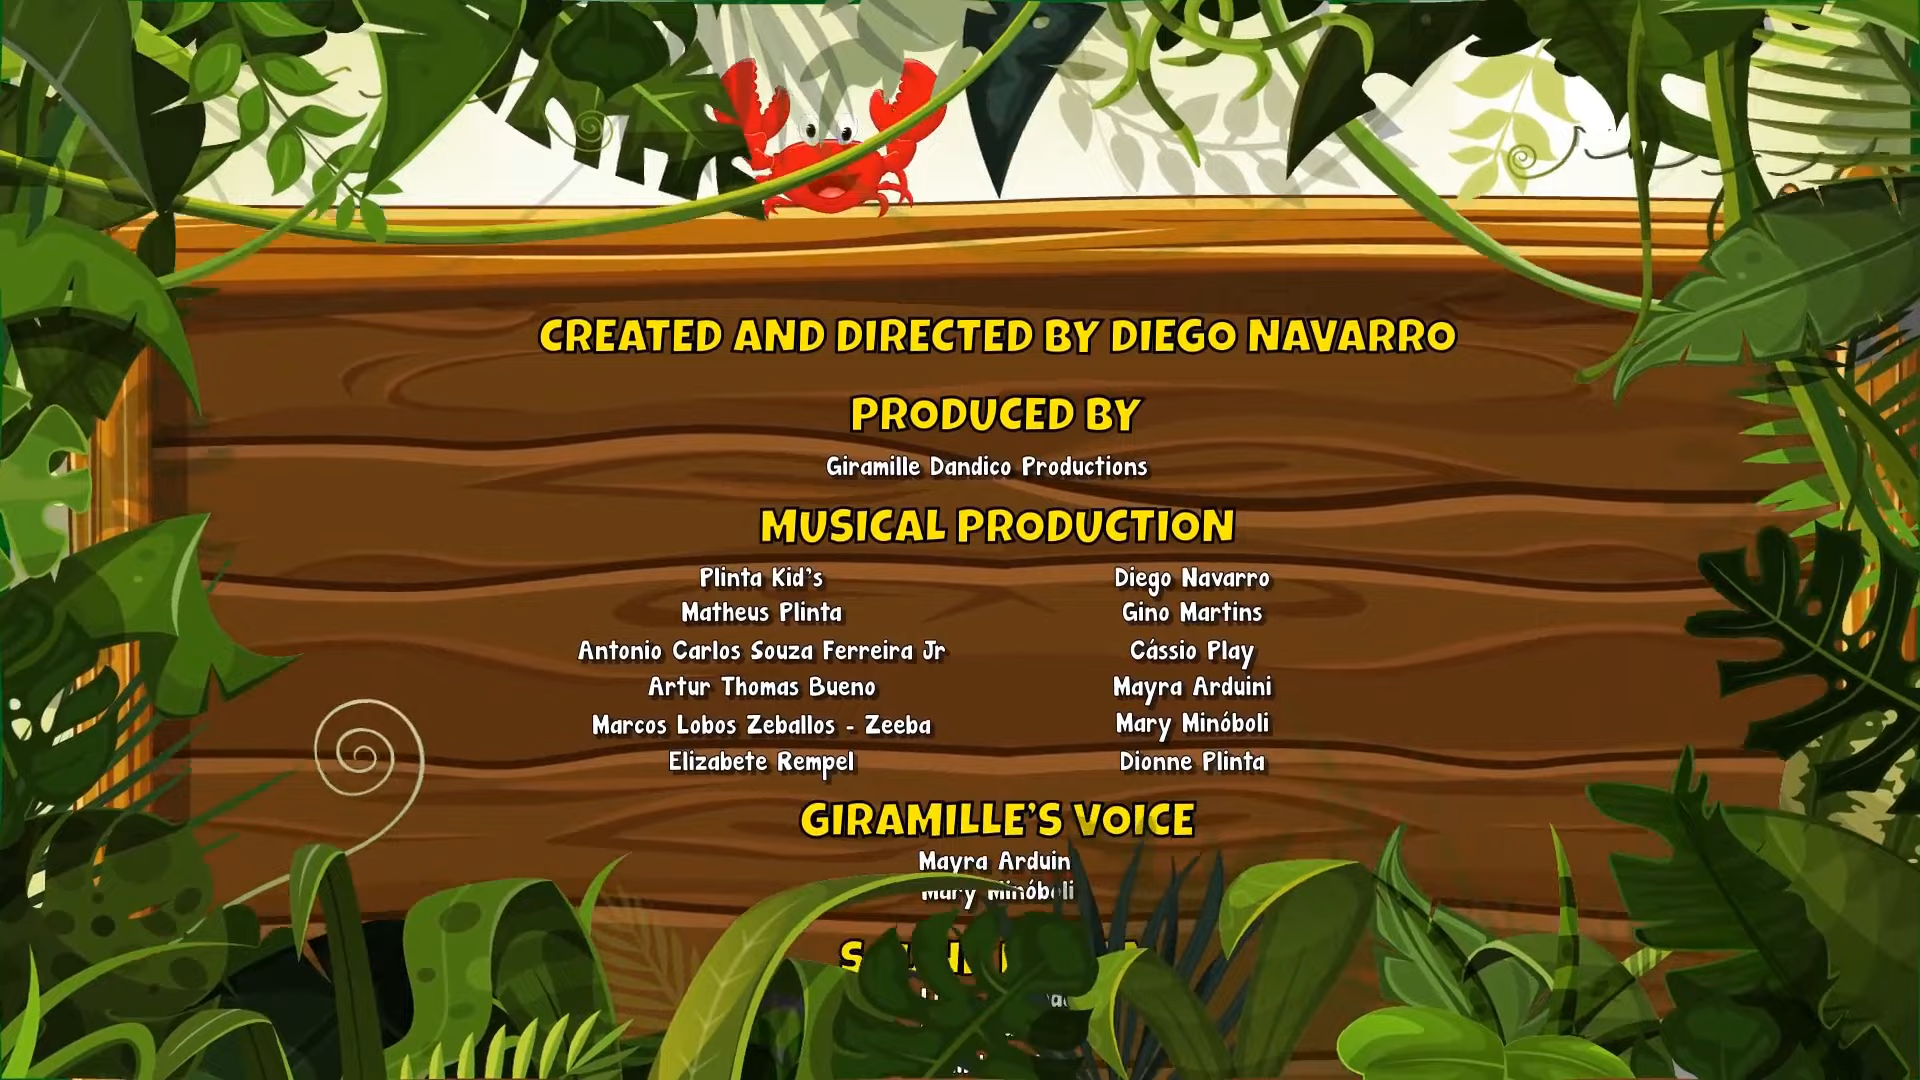 CREATED AND DIRECTED BY DIEGO NAVARRO
PRODUCED BY
Giramille Dandico Productions
MUSICAL PRODUCTION
Plinta Kid's
Diego Navarro
Matheus Plinta
Gino Martins
Antonio Carlos Souza Ferreira Jr
Cássio Play
Artur Thomas Bueno
Mayra Arduini
Marcos Lobos Zeballos - Zeeba
Mary Minóboli
Elizabete Rempel
Dionne Plinta
GIRAMILLE'S VOICE
Mayra Arduin
Mary Minóboli